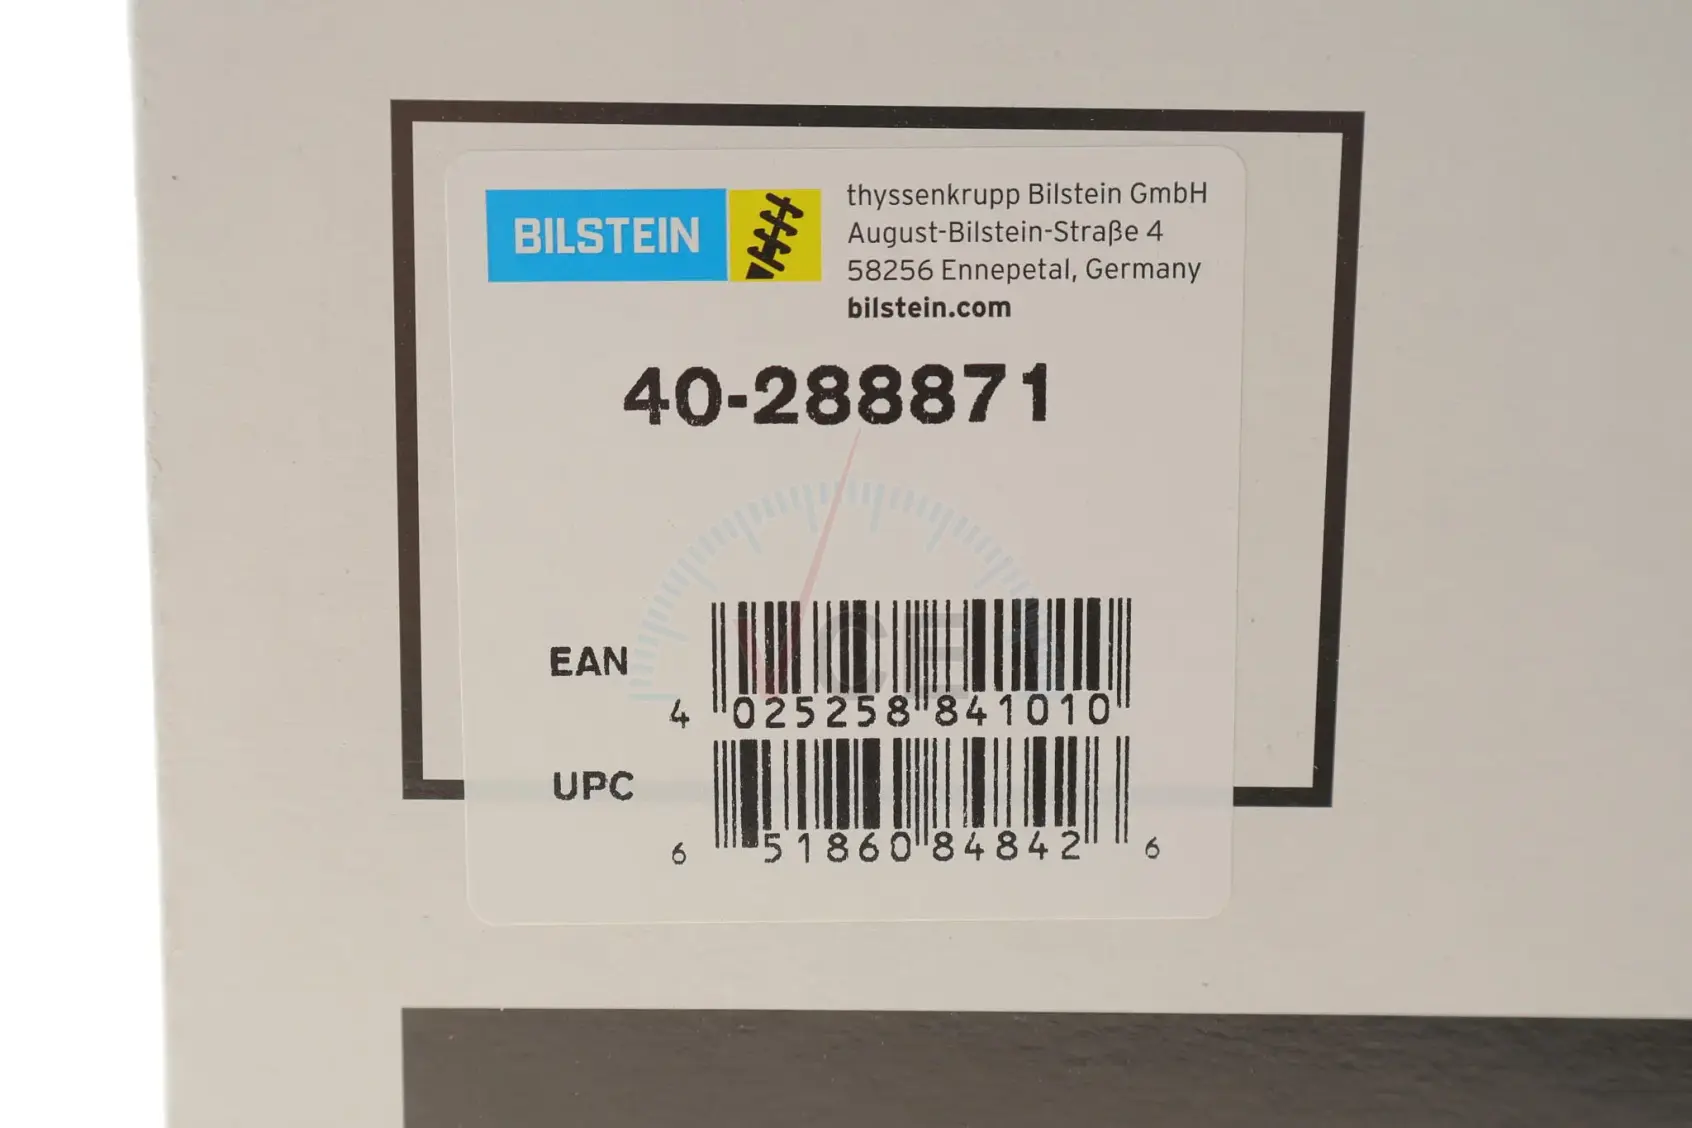 BILSTEIN
thyssenkrupp Bilstein GmbH
August-Bilstein-Straße 4
58256 Ennepetal, Germany
bilstein.com
40-288871
VCE
EAN
4 025258 841010
UPC
6 51860 84842 6